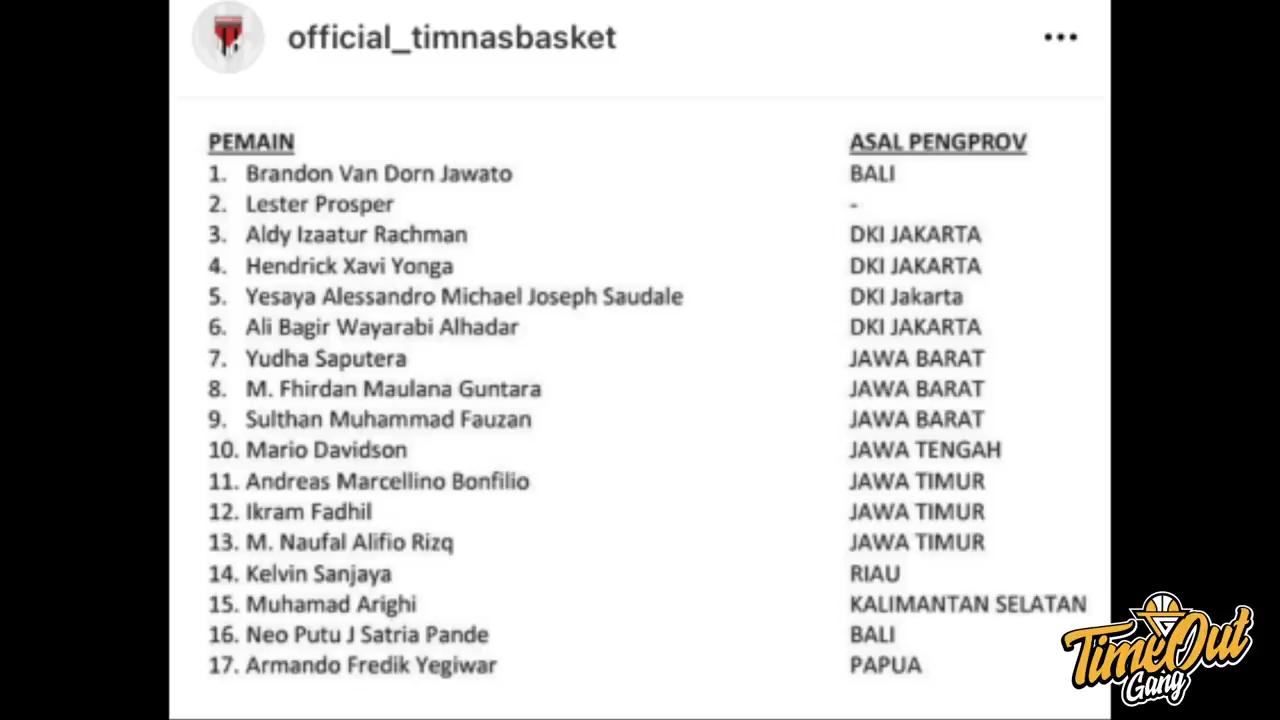 official_timnasbasket
PEMAIN ASAL PENGPROV
1. Brandon Van Dorn Jawato BALI
2. Lester Prosper -
3. Aldy Izaatur Rachman DKI JAKARTA
4. Hendrick Xavi Yonga DKI JAKARTA
5. Yesaya Alessandro Michael Joseph Saudale DKI Jakarta
6. Ali Bagir Wayarabi Alhadar DKI JAKARTA
7. Yudha Saputera JAWA BARAT
8. M. Fhirdan Maulana Guntara JAWA BARAT
9. Sulthan Muhammad Fauzan JAWA BARAT
10. Mario Davidson JAWA TENGAH
11. Andreas Marcellino Bonfilio JAWA TIMUR
12. Ikram Fadhil JAWA TIMUR
13. M. Naufal Alifio Rizq JAWA TIMUR
14. Kelvin Sanjaya RIAU
15. Muhamad Arighi KALIMANTAN SELATAN
16. Neo Putu J Satria Pande BALI
17. Armando Fredik Yegiwar PAPUA
TimeOut
Gang